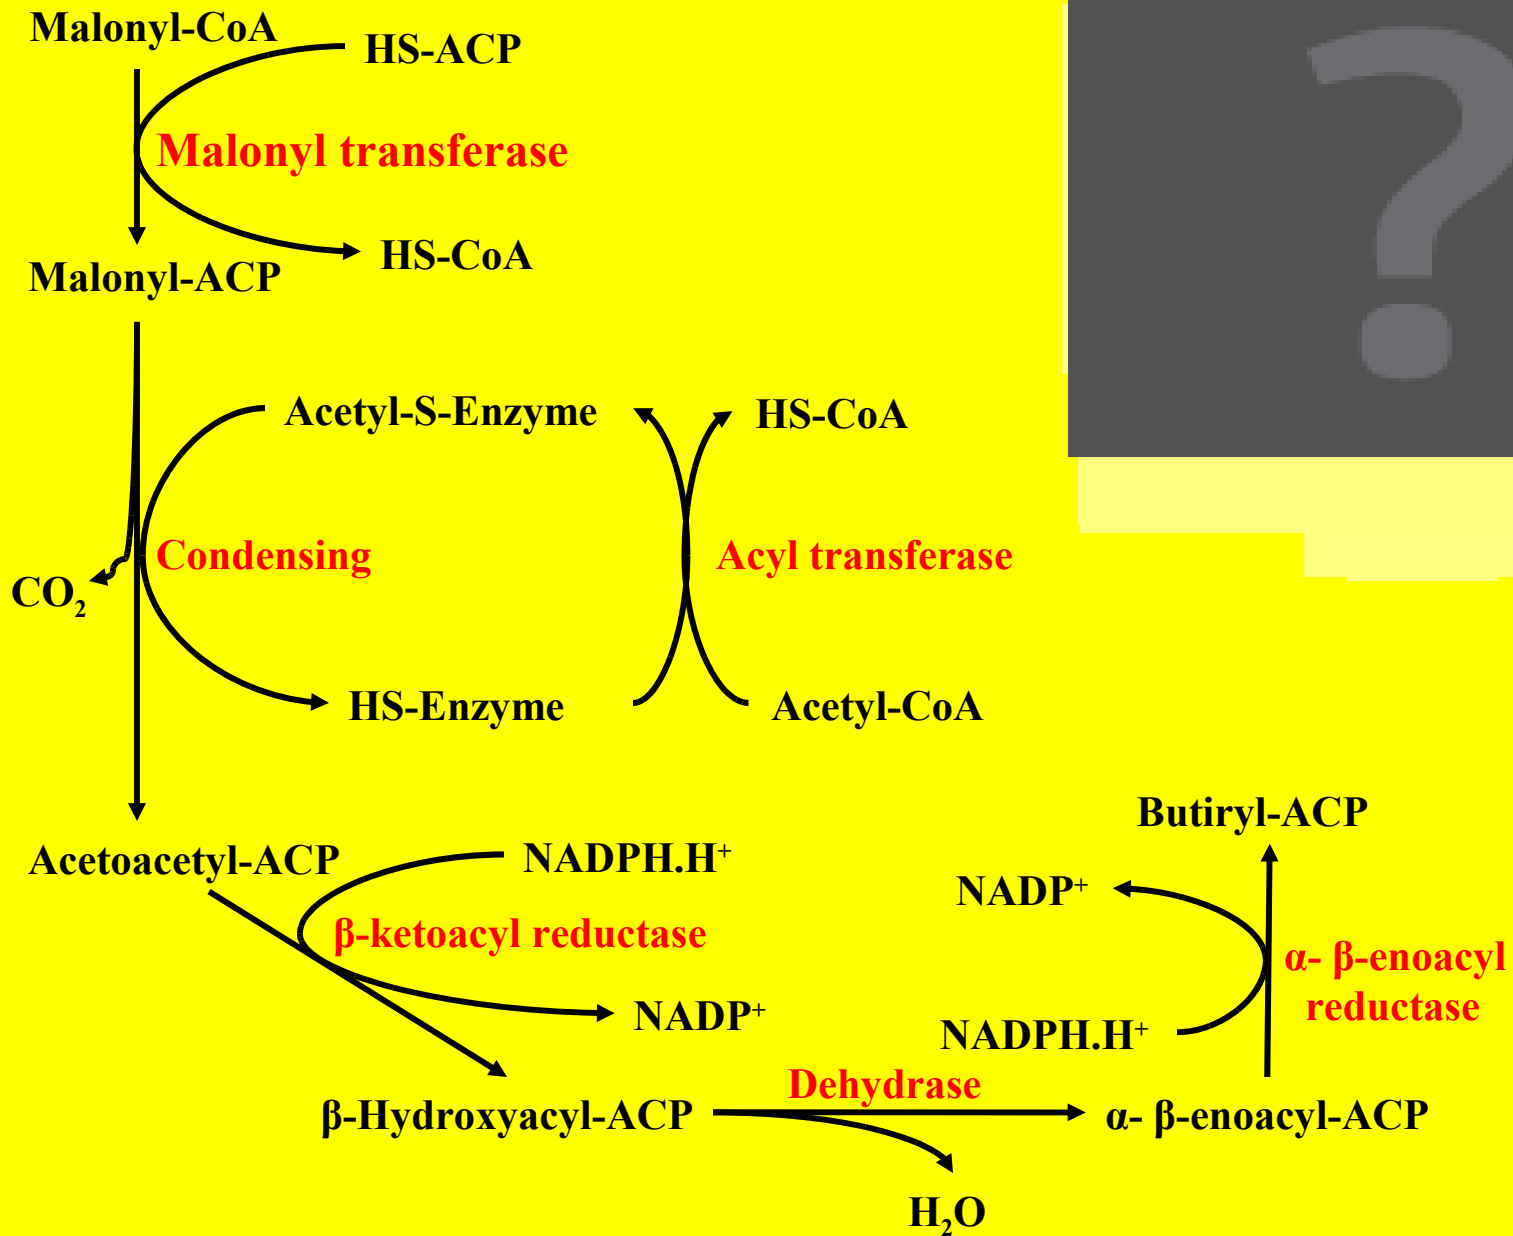 Malonyl-CoA
HS-ACP
Malonyl transferase
HS-CoA
Malonyl-ACP
Acetyl-S-Enzyme
HS-CoA
Condensing
Acyl transferase
CO₂
HS-Enzyme
Acetyl-CoA
Butiryl-ACP
Acetoacetyl-ACP
NADPH.H⁺
NADP⁺
β-ketoacyl reductase
α- β-enoacyl
reductase
NADP⁺
NADPH.H⁺
Dehydrase
β-Hydroxyacyl-ACP
α- β-enoacyl-ACP
H₂O
?